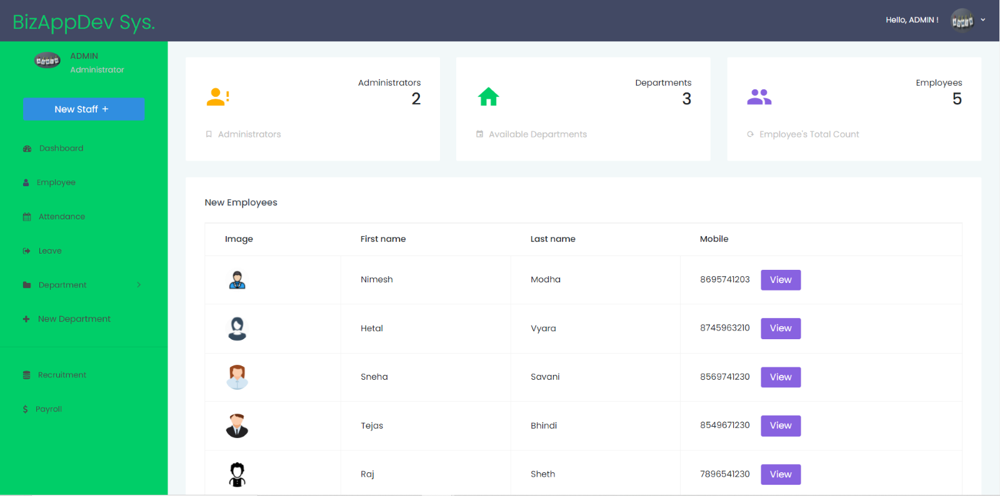 BizAppDev Sys.
Hello, ADMIN !
ADMIN
Administrator
New Staff +
Dashboard
Employee
Attendance
Leave
Department
New Department
Recruitment
Payroll
Administrators
2
Administrators
Departments
3
Available Departments
Employees
5
Employee's Total Count
New Employees
Image First name Last name Mobile
Nimesh Modha 8695741203 View
Hetal Vyara 8745963210 View
Sneha Savani 8569741230 View
Tejas Bhindi 8549671230 View
Raj Sheth 7896541230 View